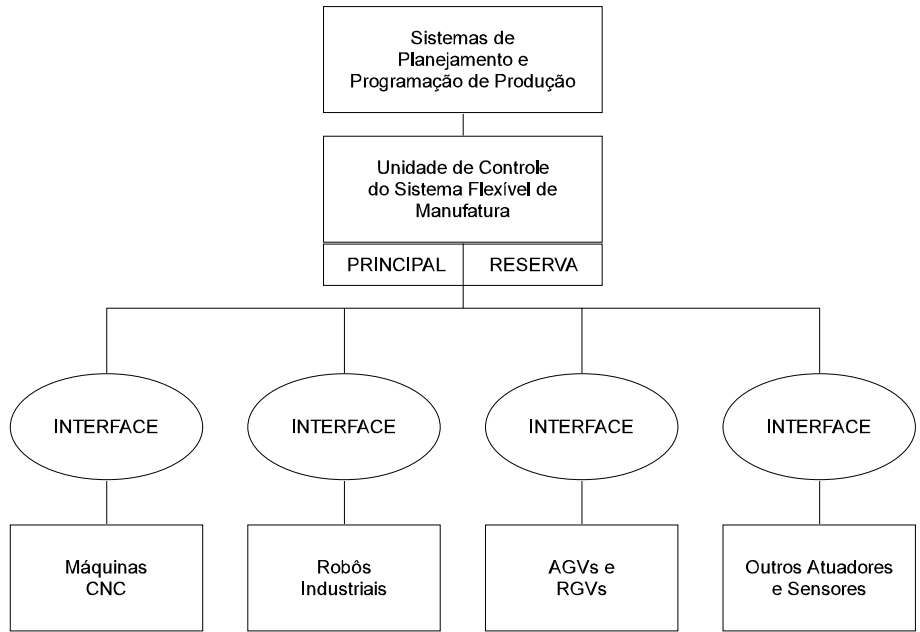 Sistemas de
Planejamento e
Programação de Produção
Unidade de Controle
do Sistema Flexível de
Manufatura
PRINCIPAL
RESERVA
INTERFACE
INTERFACE
INTERFACE
INTERFACE
Máquinas
CNC
Robôs
Industriais
AGVs e
RGVs
Outros Atuadores
e Sensores